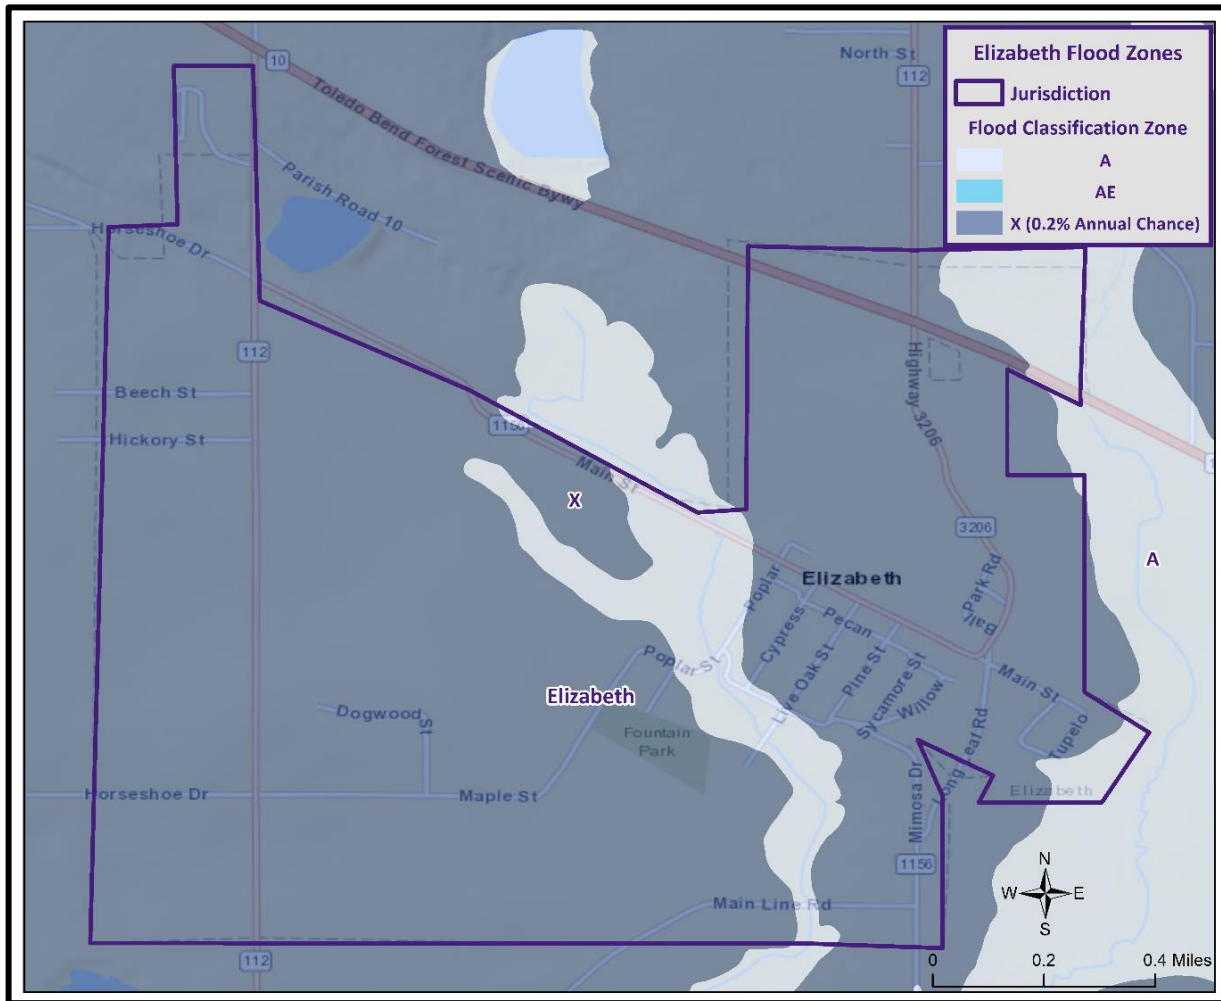 Elizabeth Flood Zones
Jurisdiction
Flood Classification Zone
A
AE
X (0.2% Annual Chance)
North St
112
10
Toledo Bend Forest Scenic Bywy
Parish Road 10
Horseshoe Dr
112
Beech St
Hickory St
1156
Main St
X
Highway 3206
3206
A
Elizabeth
Ball Park Rd
Poplar
Cypress
Pecan
Live Oak St
Pine St
Sycamore St
Willow
Main St
Tupelo
Long Leaf Rd
Poplar St
Elizabeth
Dogwood St
Fountain
Park
Elizabeth
Horseshoe Dr
Maple St
Mimosa Dr
1156
Main Line Rd
112
N
W
E
S
0
0.2
0.4 Miles